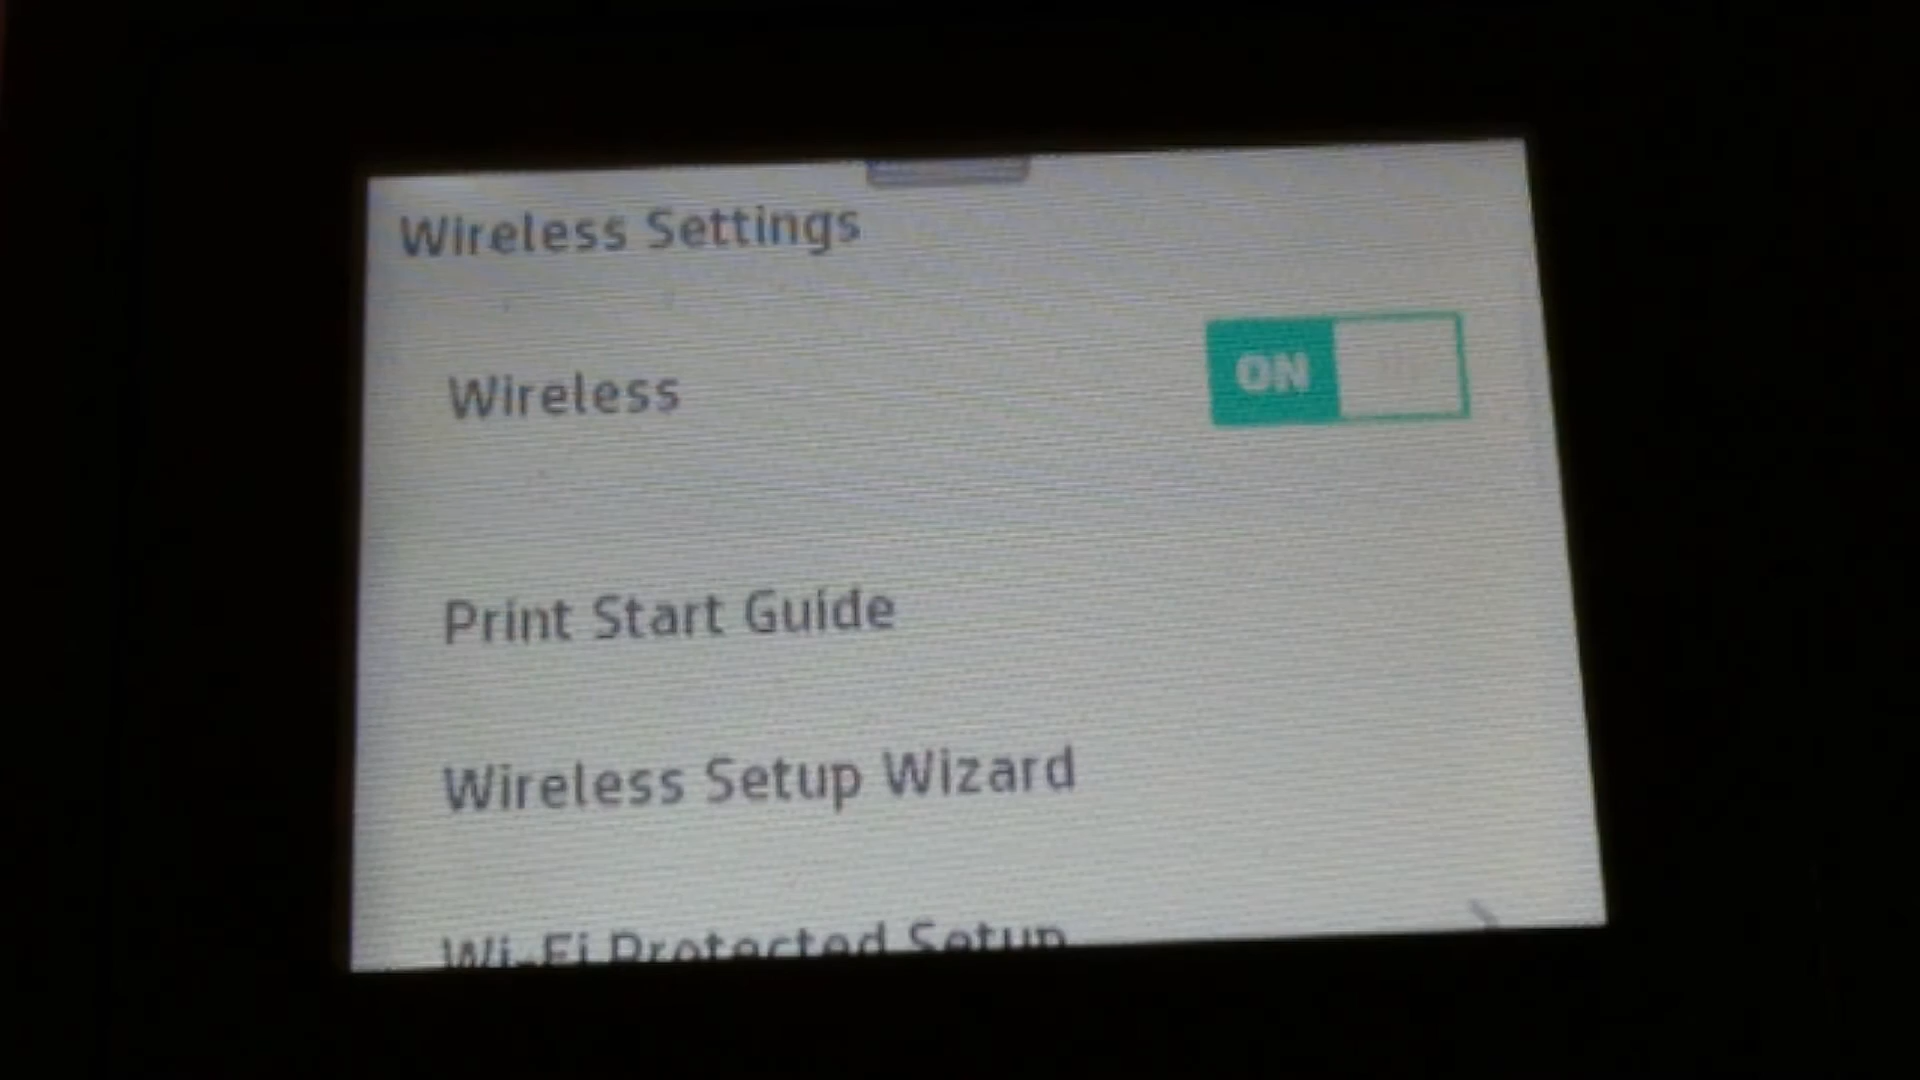 Wireless Settings
Wireless
ON
Print Start Guide
Wireless Setup Wizard
Wi-Fi Protected Setup